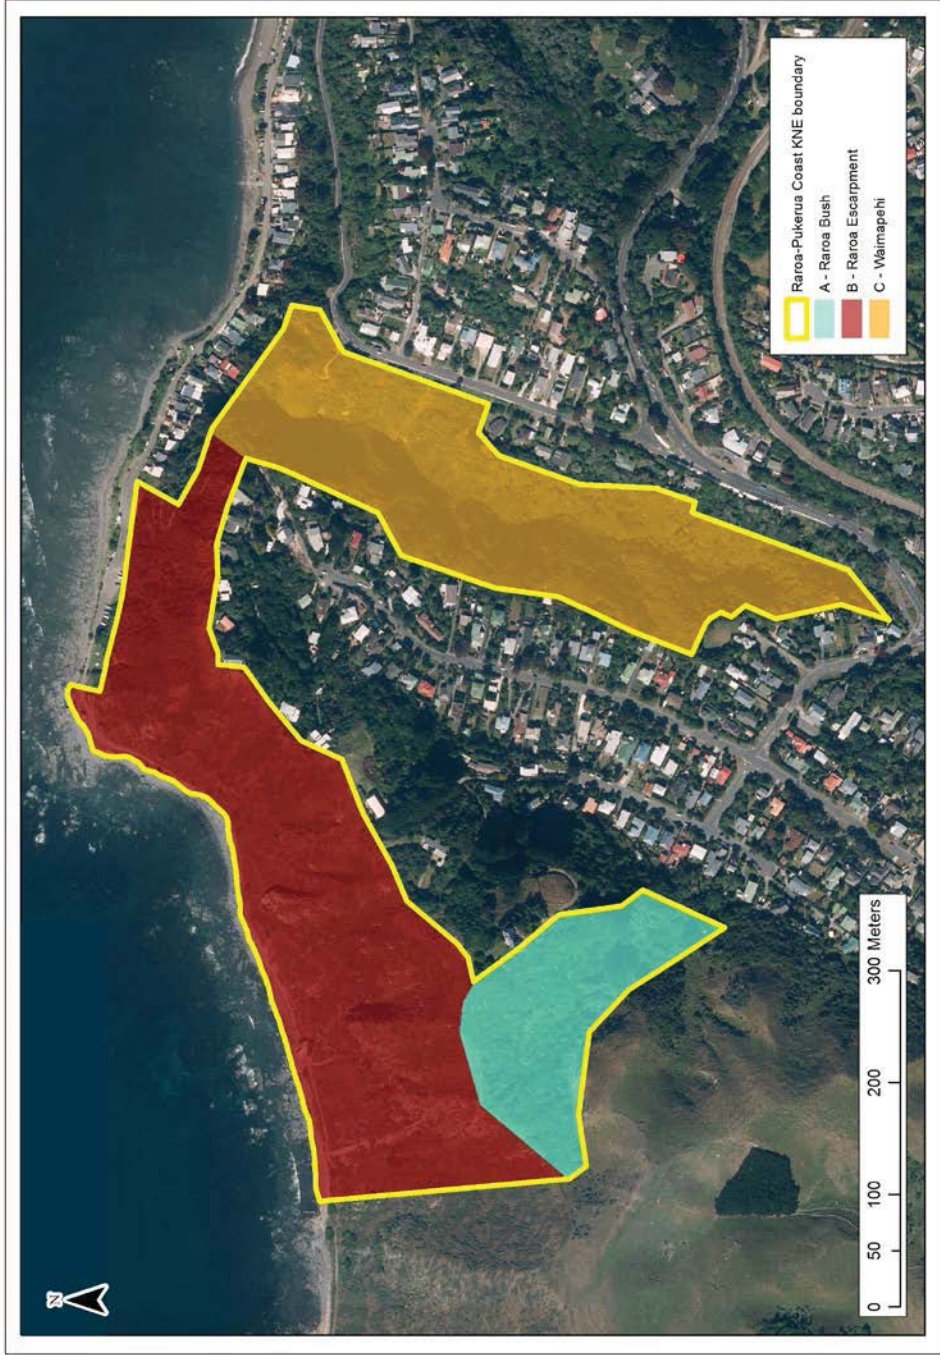 N
Raroa-Pukerua Coast KNE boundary
A - Raroa Bush
B - Raroa Escarpment
C - Waimapehi
0 50 100 200 300 Meters